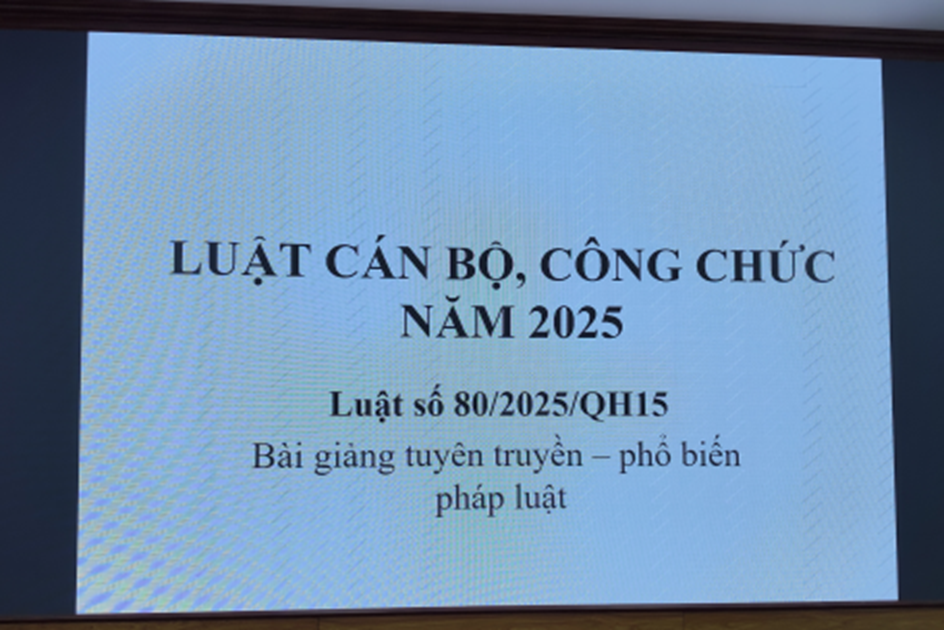 LUẬT CÁN BỘ, CÔNG CHỨC
NĂM 2025
Luật số 80/2025/QH15
Bài giảng tuyên truyền – phổ biến
pháp luật